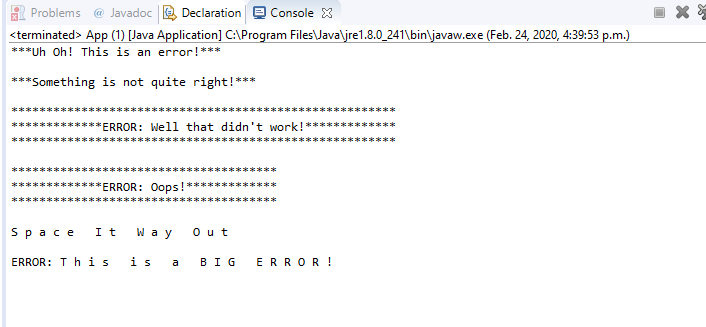 Problems @ Javadoc Declaration Console
<terminated> App (1) [Java Application] C:\Program Files\Java\jre1.8.0_241\bin\javaw.exe (Feb. 24, 2020, 4:39:53 p.m.)
***Uh Oh! This is an error!***
***Something is not quite right!***
*******************************************************
*************ERROR: Well that didn't work!*************
*******************************************************
**************************************
*************ERROR: Oops!*************
**************************************
S p a c e   I t   W a y   O u t
ERROR: T h i s   i s   a   B I G   E R R O R !